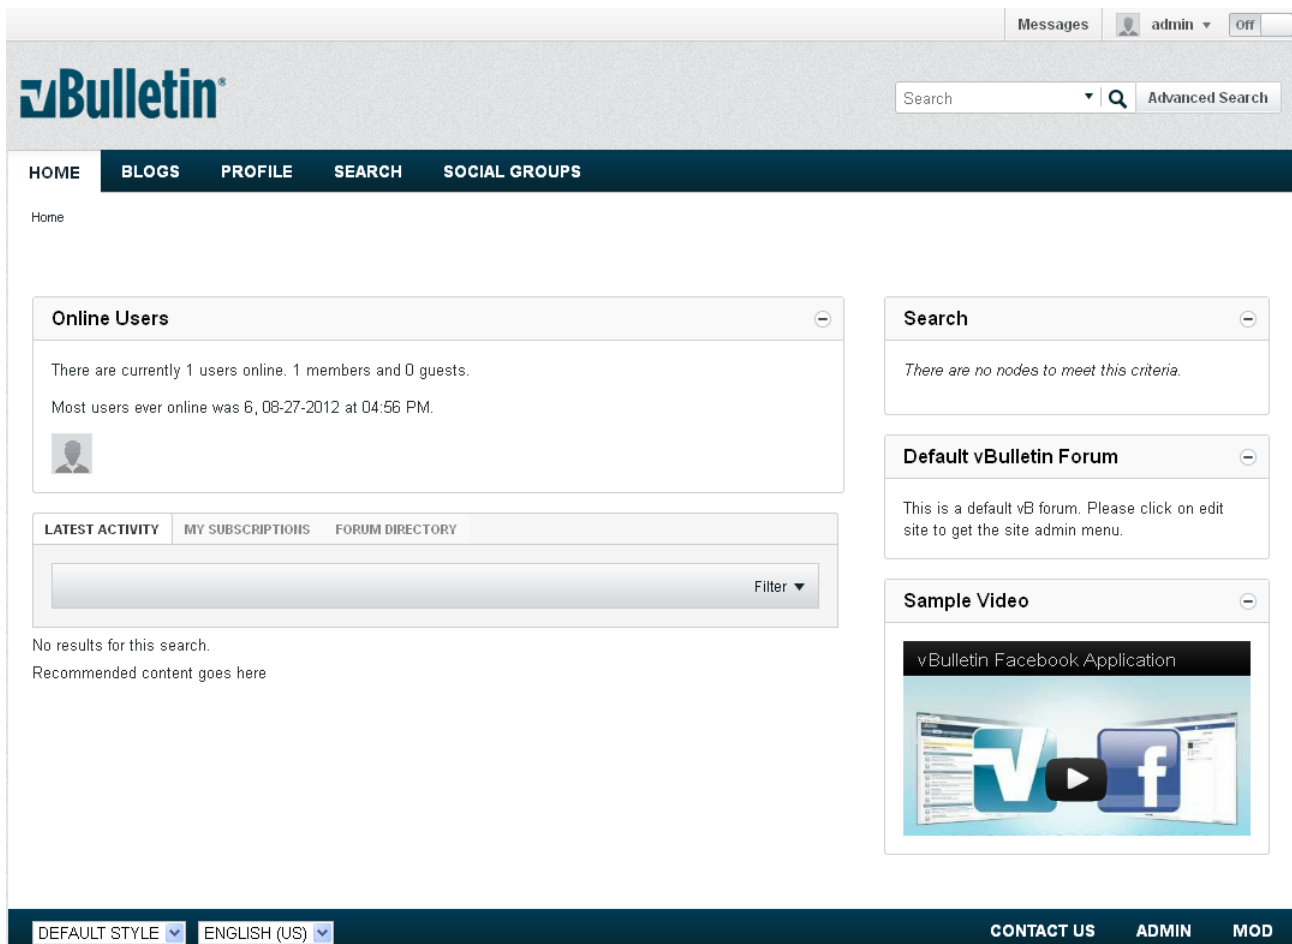 Messages admin Off
vBulletin®
Search Advanced Search
HOME BLOGS PROFILE SEARCH SOCIAL GROUPS
Home
Online Users
There are currently 1 users online. 1 members and 0 guests.
Most users ever online was 6, 08-27-2012 at 04:56 PM.
LATEST ACTIVITY MY SUBSCRIPTIONS FORUM DIRECTORY
Filter
No results for this search.
Recommended content goes here
Search
There are no nodes to meet this criteria.
Default vBulletin Forum
This is a default vB forum. Please click on edit
site to get the site admin menu.
Sample Video
vBulletin Facebook Application
DEFAULT STYLE ENGLISH (US) CONTACT US ADMIN MOD